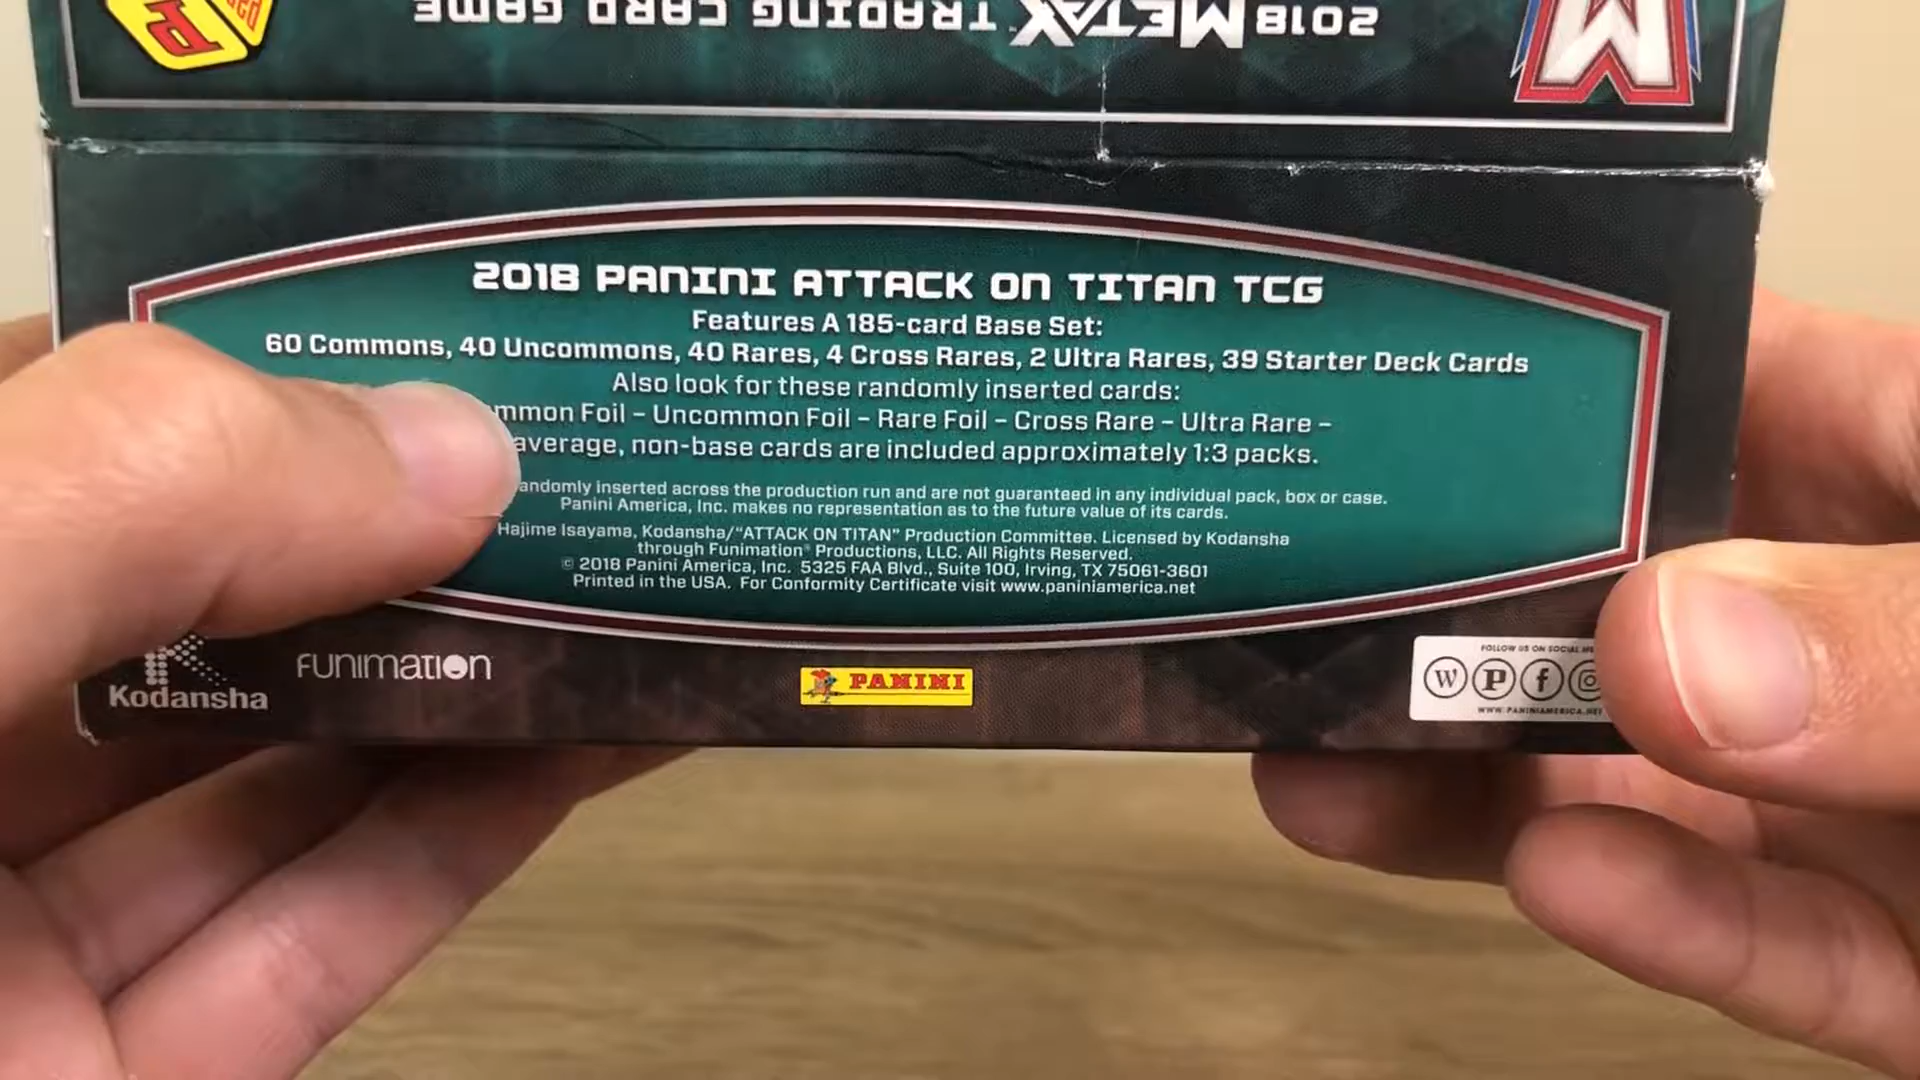 2018 METAX TRADING CARD GAME
2018 PANINI ATTACK ON TITAN TCG
Features A 185-card Base Set:
60 Commons, 40 Uncommons, 40 Rares, 4 Cross Rares, 2 Ultra Rares, 39 Starter Deck Cards
Also look for these randomly inserted cards:
Foil – Uncommon Foil – Rare Foil – Cross Rare – Ultra Rare –
average, non-base cards are included approximately 1:3 packs.
inserted across the production run and are not guaranteed in any individual pack, box or case.
Panini America, Inc. makes no representation as to the future value of its cards.
Hajime Isayama, Kodansha/“ATTACK ON TITAN” Production Committee. Licensed by Kodansha
through Funimation® Productions, LLC. All Rights Reserved.
© 2018 Panini America, Inc. 5325 FAA Blvd., Suite 100, Irving, TX 75061-3601
Printed in the USA. For Conformity Certificate visit www.paniniamerica.net
Kodansha
FUNIMATION
PANINI
FOLLOW US ON SOCIAL
WWW.PANINIAMERICA.NET